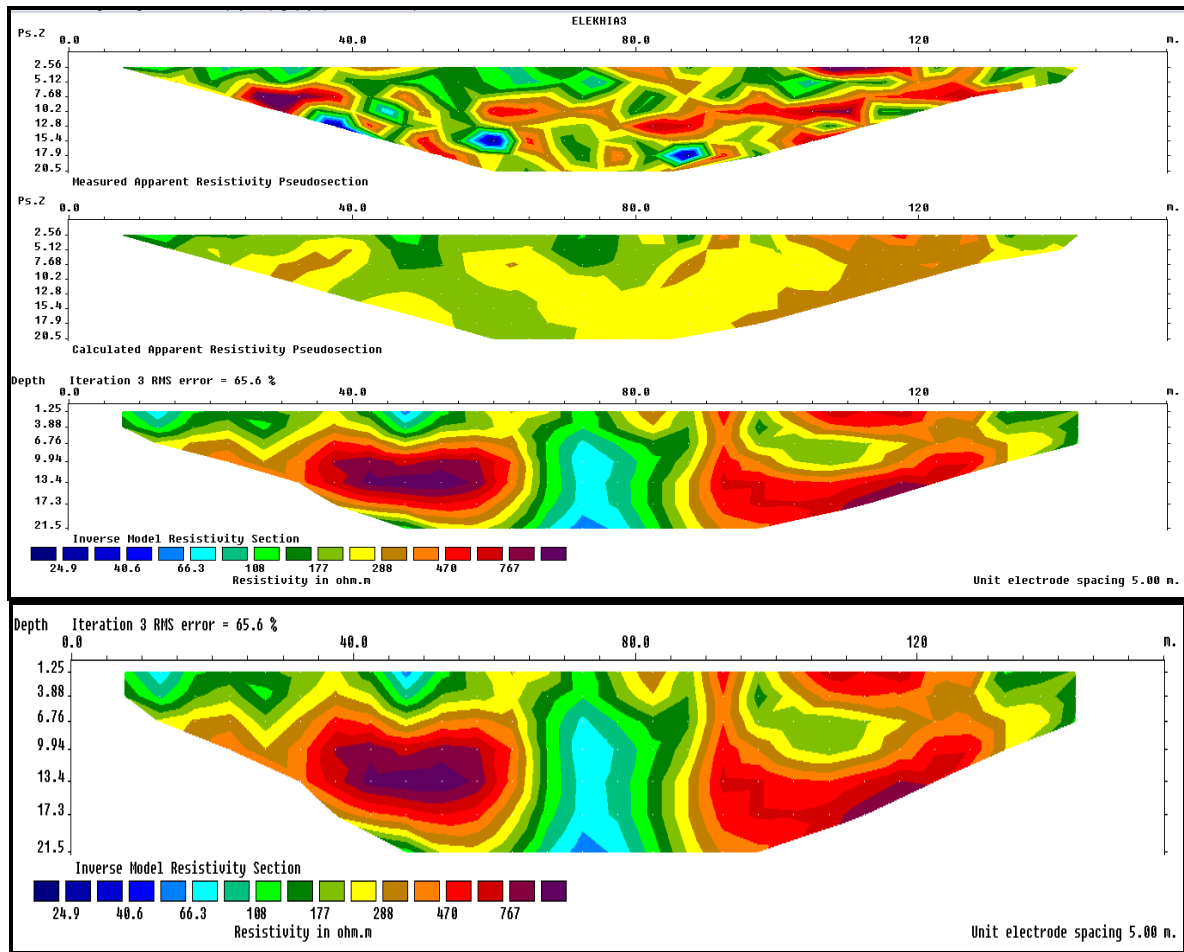 ELEKHIA3
Ps.Z 0.0 40.0 80.0 120 m.
2.56
5.12
7.68
10.2
12.8
15.4
17.9
20.5
Measured Apparent Resistivity Pseudosection
Ps.Z 0.0 40.0 80.0 120 m.
2.56
5.12
7.68
10.2
12.8
15.4
17.9
20.5
Calculated Apparent Resistivity Pseudosection
Depth Iteration 3 RMS error = 65.6 %
0.0 40.0 80.0 120 m.
1.25
3.88
6.76
9.94
13.4
17.3
21.5
Inverse Model Resistivity Section
24.9 40.6 66.3 108 177 288 470 767
Resistivity in ohm.m Unit electrode spacing 5.00 m.
Depth Iteration 3 RMS error = 65.6 %
0.0 40.0 80.0 120 m.
1.25
3.88
6.76
9.94
13.4
17.3
21.5
Inverse Model Resistivity Section
24.9 40.6 66.3 108 177 288 470 767
Resistivity in ohm.m Unit electrode spacing 5.00 m.